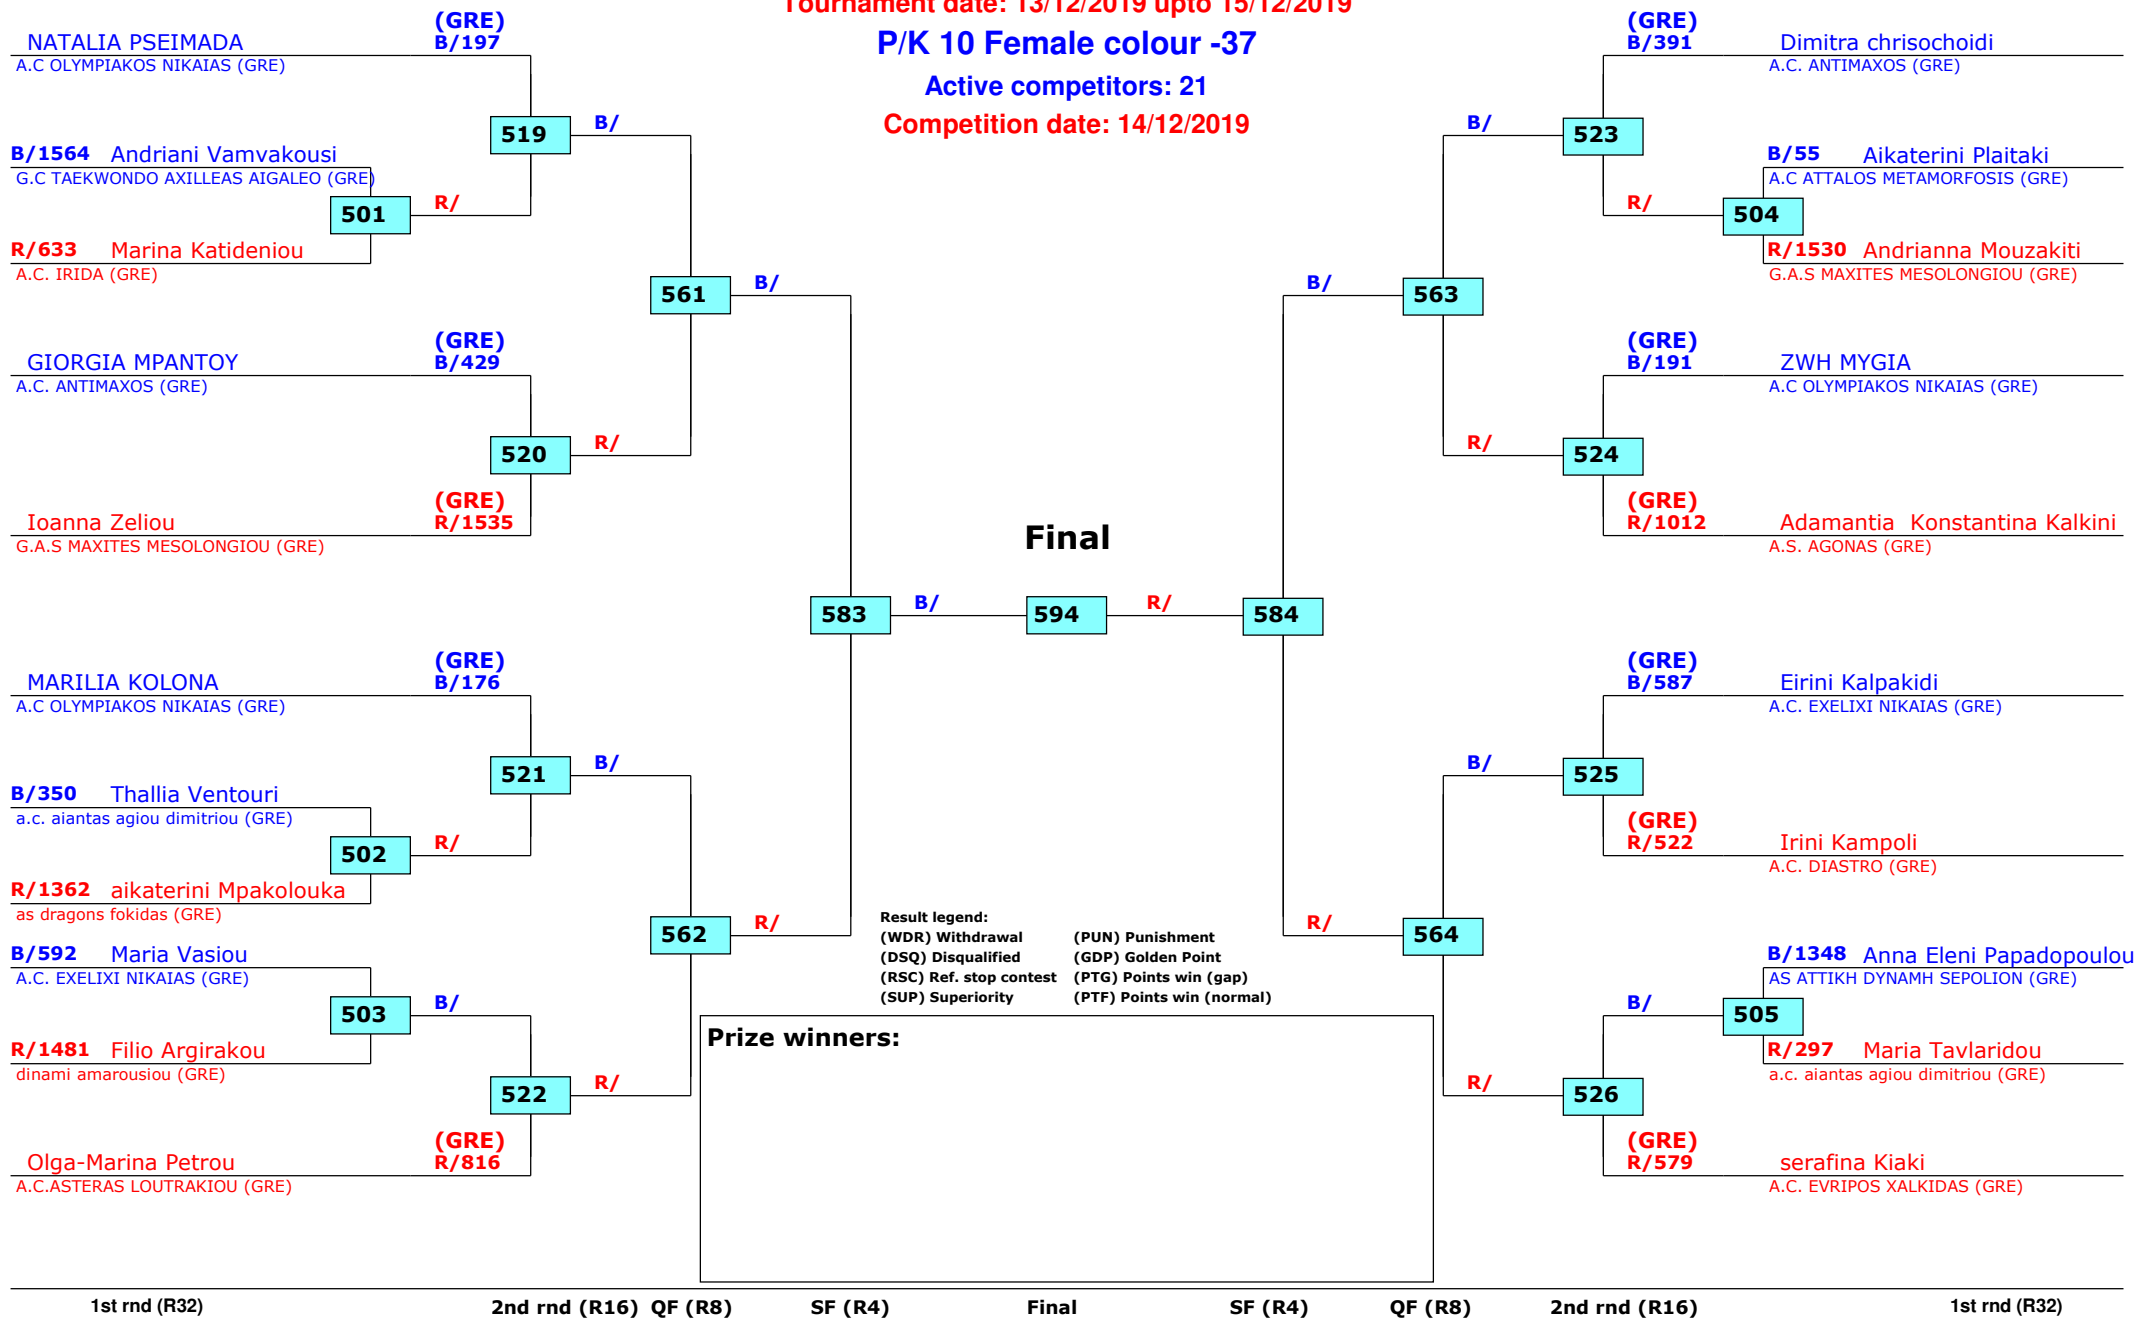 Tournament date: 13/12/2019 upto 15/12/2019
P/K 10 Female colour -37
Active competitors: 21
Competition date: 14/12/2019
(GRE)
NATALIA PSEIMADA B/197
A.C OLYMPIAKOS NIKAIAS (GRE)
519 B/
B/1564 Andriani Vamvakousi
G.C TAEKWONDO AXILLEAS AIGALEO (GRE)
501 R/
R/633 Marina Katideniou
A.C. IRIDA (GRE)
561 B/
(GRE)
GIORGIA MPANTOY B/429
A.C. ANTIMAXOS (GRE)
520 R/
(GRE)
Ioanna Zeliou R/1535
G.A.S MAXITES MESOLONGIOU (GRE)
583 B/
(GRE)
MARILIA KOLONA B/176
A.C OLYMPIAKOS NIKAIAS (GRE)
521 B/
B/350 Thallia Ventouri
a.c. aiantas agiou dimitriou (GRE)
502 R/
R/1362 aikaterini Mpakolouka
as dragons fokidas (GRE)
562 R/
B/592 Maria Vasiou
A.C. EXELIXI NIKAIAS (GRE)
503 B/
R/1481 Filio Argirakou
dinami amarousiou (GRE)
522 R/
(GRE)
Olga-Marina Petrou R/816
A.C.ASTERAS LOUTRAKIOU (GRE)
Final
594
(GRE)
B/391 Dimitra chrisochoidi
A.C. ANTIMAXOS (GRE)
B/ 523
B/55 Aikaterini Plaitaki
A.C ATTALOS METAMORFOSIS (GRE)
R/ 504
R/1530 Andrianna Mouzakiti
G.A.S MAXITES MESOLONGIOU (GRE)
B/ 563
(GRE)
B/191 ZWH MYGIA
A.C OLYMPIAKOS NIKAIAS (GRE)
R/ 524
(GRE)
R/1012 Adamantia  Konstantina Kalkini
A.S. AGONAS (GRE)
R/ 584
(GRE)
B/587 Eirini Kalpakidi
A.C. EXELIXI NIKAIAS (GRE)
B/ 525
(GRE)
R/522 Irini Kampoli
A.C. DIASTRO (GRE)
R/ 564
B/1348 Anna Eleni Papadopoulou
AS ATTIKH DYNAMH SEPOLION (GRE)
B/ 505
R/297 Maria Tavlaridou
a.c. aiantas agiou dimitriou (GRE)
R/ 526
(GRE)
R/579 serafina Kiaki
A.C. EVRIPOS XALKIDAS (GRE)
Result legend:
(WDR) Withdrawal (PUN) Punishment
(DSQ) Disqualified (GDP) Golden Point
(RSC) Ref. stop contest (PTG) Points win (gap)
(SUP) Superiority (PTF) Points win (normal)
Prize winners:
1st rnd (R32) 2nd rnd (R16) QF (R8) SF (R4) Final SF (R4) QF (R8) 2nd rnd (R16) 1st rnd (R32)